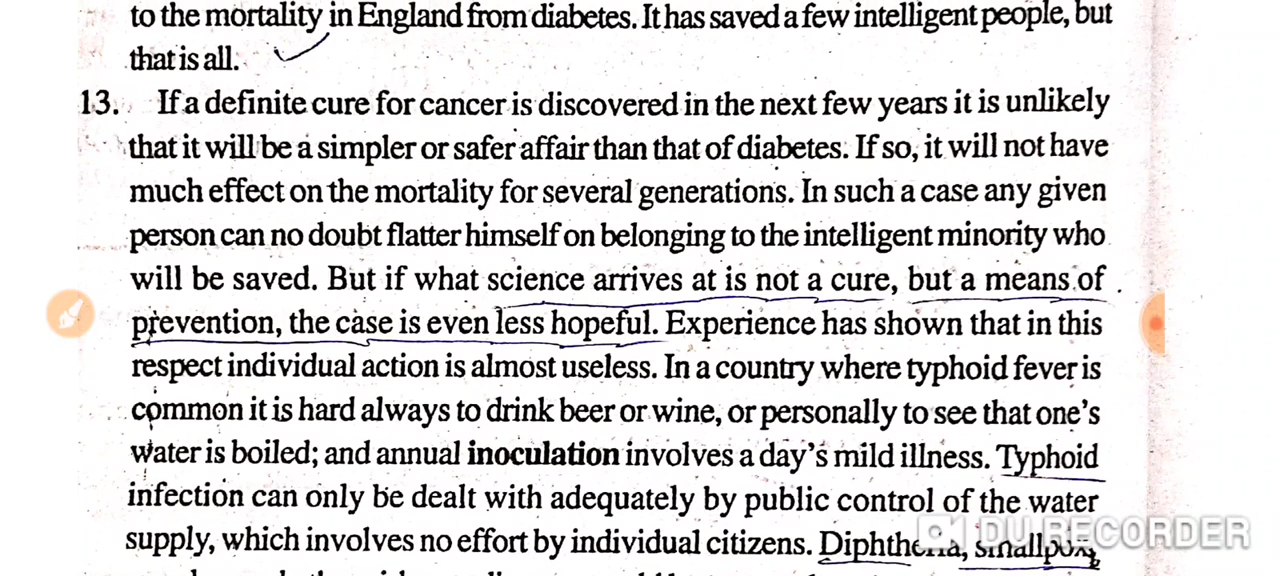 to the mortality in England from diabetes. It has saved a few intelligent people, but
that is all.
13. If a definite cure for cancer is discovered in the next few years it is unlikely
that it will be a simpler or safer affair than that of diabetes. If so, it will not have
much effect on the mortality for several generations. In such a case any given
person can no doubt flatter himself on belonging to the intelligent minority who
will be saved. But if what science arrives at is not a cure, but a means of
prevention, the case is even less hopeful. Experience has shown that in this
respect individual action is almost useless. In a country where typhoid fever is
common it is hard always to drink beer or wine, or personally to see that one's
water is boiled; and annual inoculation involves a day's mild illness. Typhoid
infection can only be dealt with adequately by public control of the water
supply, which involves no effort by individual citizens. Diphtheria, smallpox,
DU RECORDER